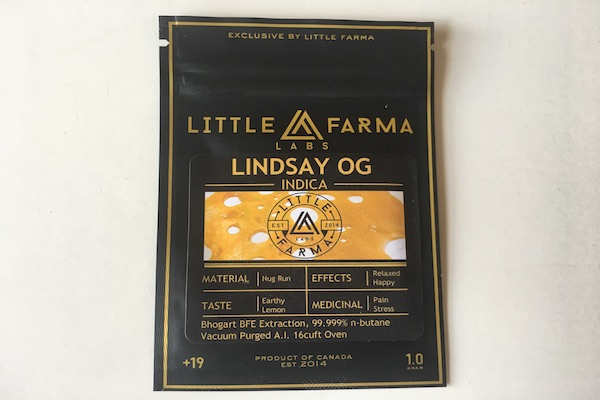 EXCLUSIVE BY LITTLE FARMA
LITTLE FARMA
LABS
LINDSAY OG
INDICA
LITTLE
EST 2014
LABS
FARMA
MATERIAL Nug Run EFFECTS Relaxed Happy
TASTE Earthy Lemon MEDICINAL Pain Stress
Bhogart BFE Extraction, 99.999% n-butane
Vacuum Purged A.I. 16cuft Oven
+19 PRODUCT OF CANADA 1.0
EST 2014 GRAM